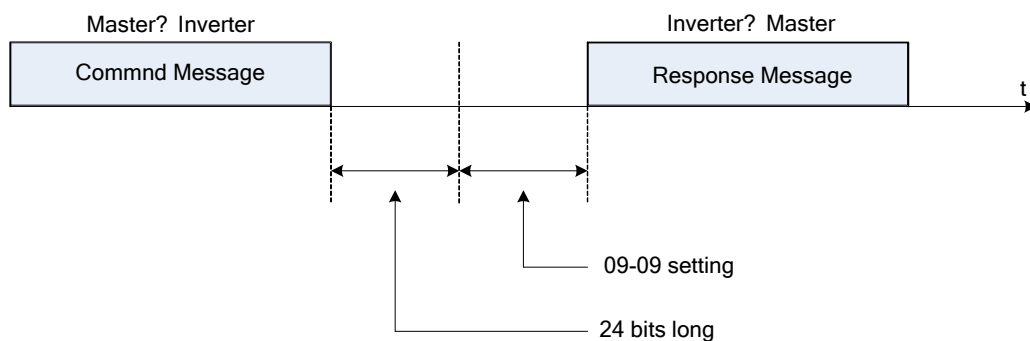 Master? Inverter
Inverter? Master
Commnd Message
Response Message
t
09-09 setting
24 bits long